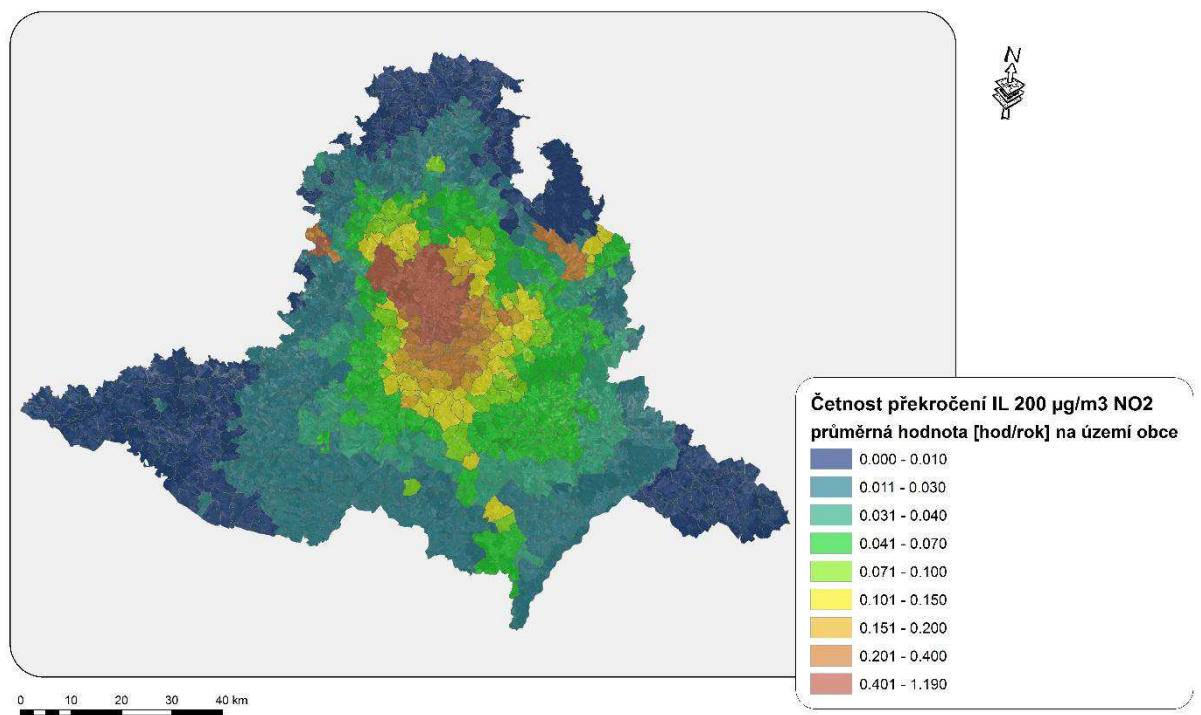 N
Četnost překročení IL 200 µg/m3 NO2
průměrná hodnota [hod/rok] na území obce
0.000 - 0.010
0.011 - 0.030
0.031 - 0.040
0.041 - 0.070
0.071 - 0.100
0.101 - 0.150
0.151 - 0.200
0.201 - 0.400
0.401 - 1.190
0 10 20 30 40 km